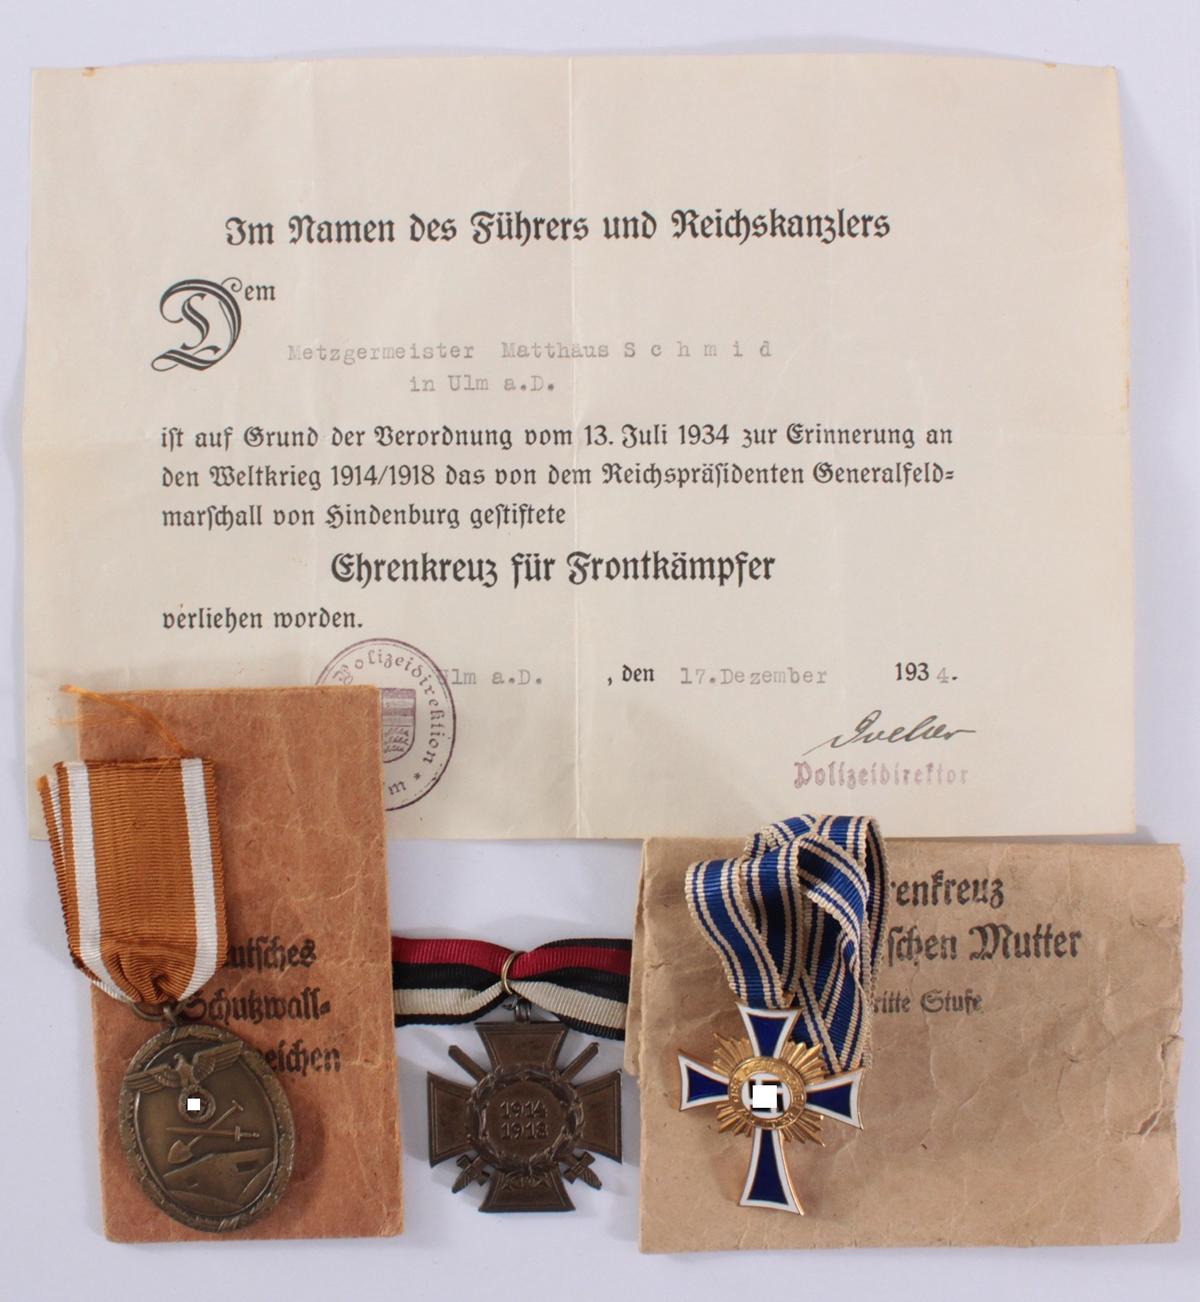 Im Namen des Führers und Reichskanzlers
Dem
Metzgermeister Matthäus S c h m i d
in Ulm a.D.
ist auf Grund der Verordnung vom 13. Juli 1934 zur Erinnerung an
den Weltkrieg 1914/1918 das von dem Reichspräsidenten Generalfeld=
marschall von Hindenburg gestiftete
Ehrenkreuz für Frontkämpfer
verliehen worden.
Ulm a.D. , den 17.Dezember 1934.
Polizeidirektion
Polizeidirektor
utsches
Schutzwall=
eichen
1914
1918
renkreuz
schen Mutter
ritte Stufe